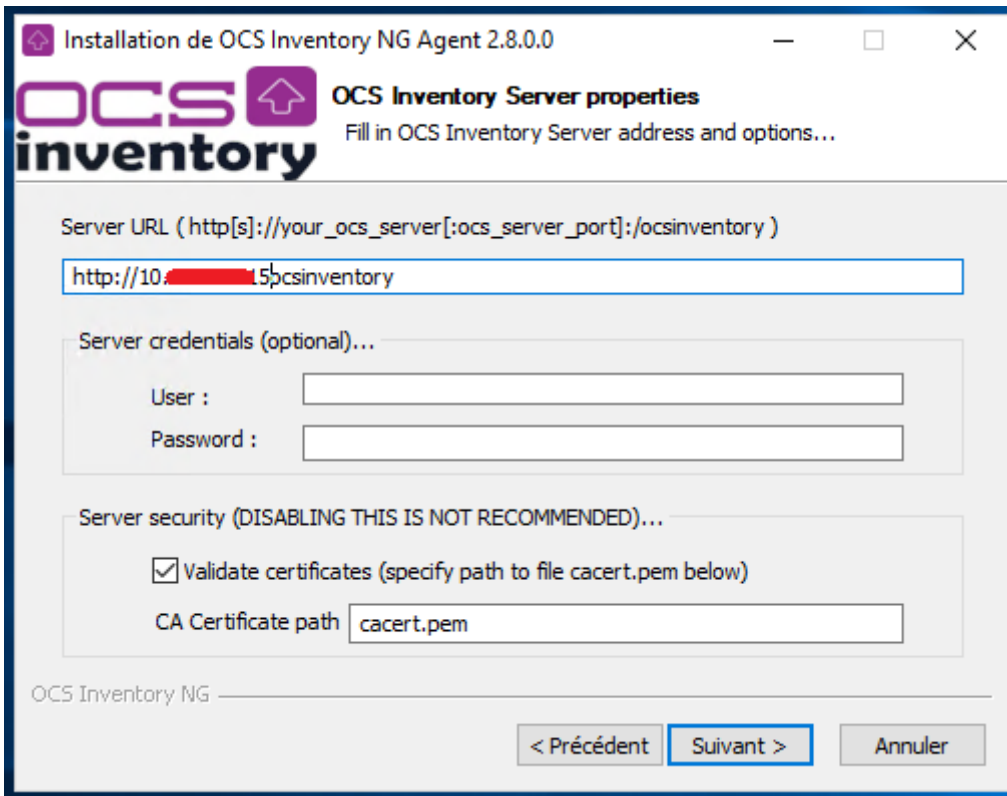 Installation de OCS Inventory NG Agent 2.8.0.0
OCS
inventory
OCS Inventory Server properties
Fill in OCS Inventory Server address and options...
Server URL ( http[s]://your_ocs_server[:ocs_server_port]:/ocsinventory )
http://10. 15ocsinventory
Server credentials (optional)...
User :
Password :
Server security (DISABLING THIS IS NOT RECOMMENDED)...
Validate certificates (specify path to file cacert.pem below)
CA Certificate path
cacert.pem
OCS Inventory NG
< Précédent
Suivant >
Annuler